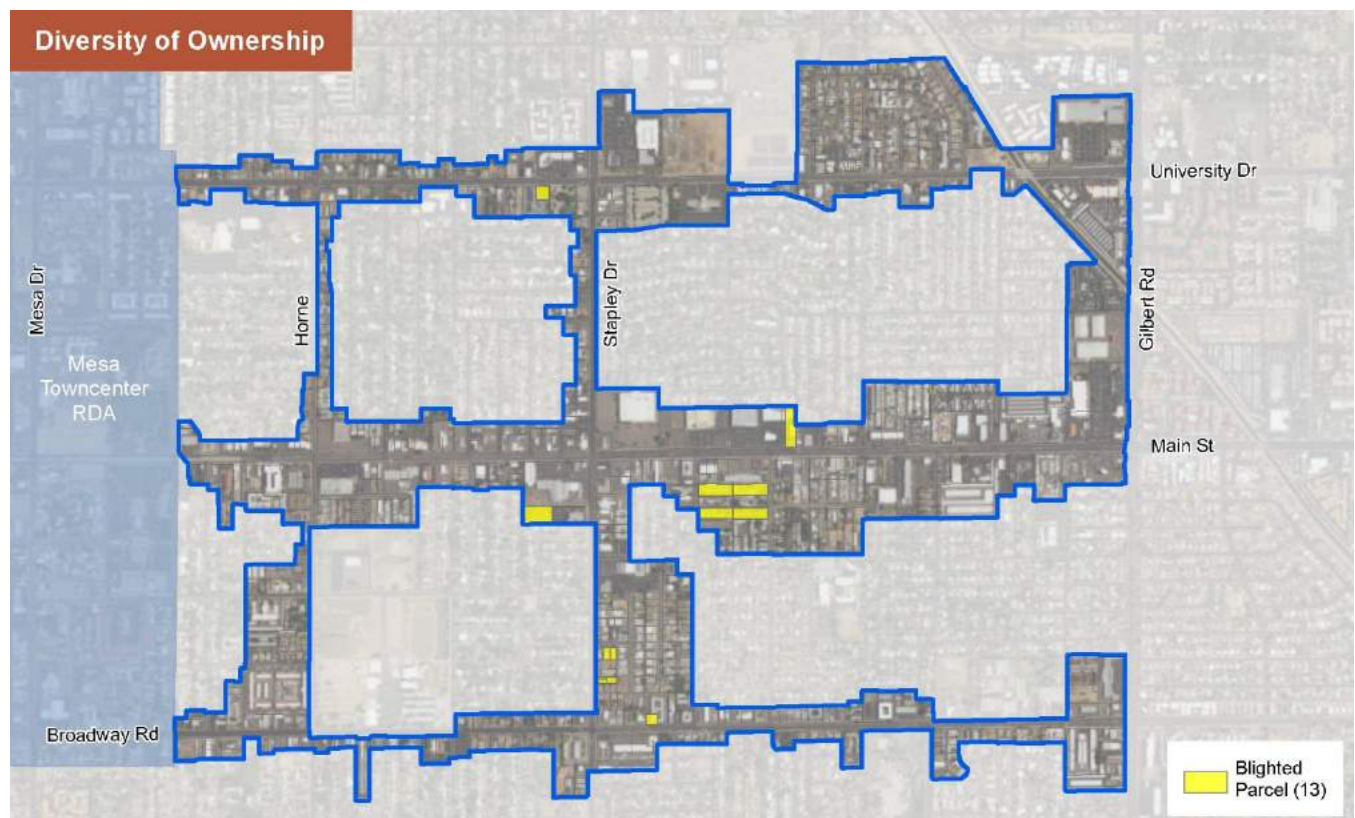 Diversity of Ownership
University Dr
Mesa Dr
Horne
Stapley Dr
Gilbert Rd
Mesa
Towncenter
RDA
Main St
Broadway Rd
Blighted
Parcel (13)